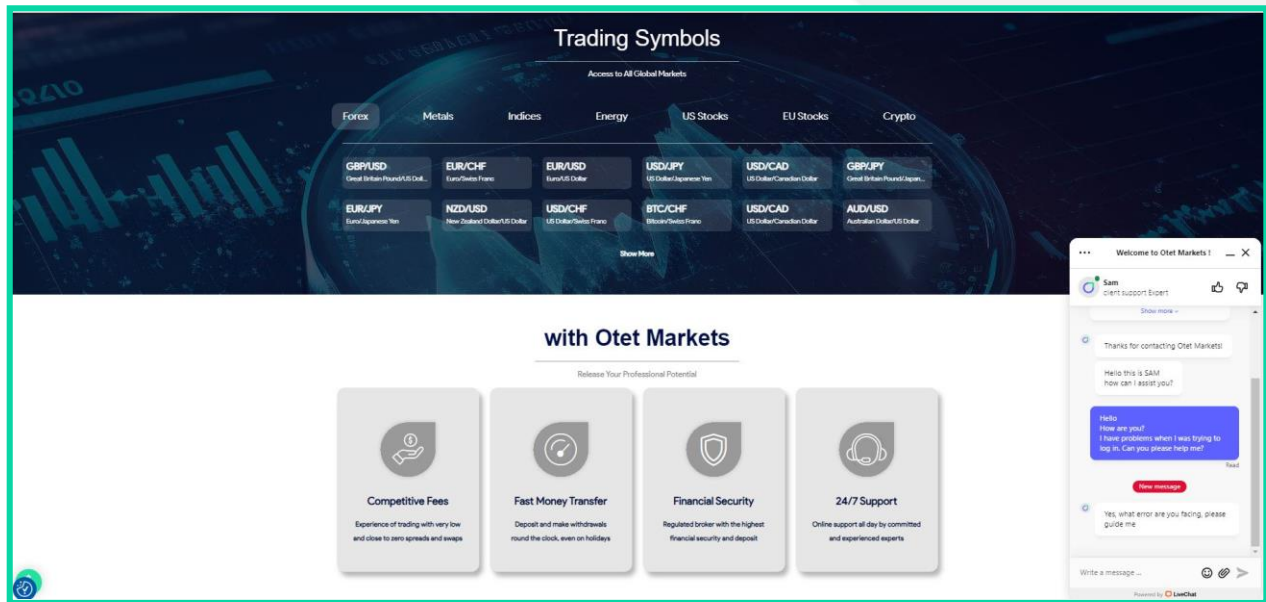 Trading Symbols
Access to All Global Markets
Forex Metals Indices Energy US Stocks EU Stocks Crypto
GBP/USD EUR/CHF EUR/USD USD/JPY USD/CAD GBP/JPY
Great Britain Pound/US Doll... Euro/Swiss Franc Euro/US Dollar US Dollar/Japanese Yen US Dollar/Canadian Dollar Great Britain Pound/Japan...
EUR/JPY NZD/USD USD/CHF BTC/CHF USD/CAD AUD/USD
Euro/Japanese Yen New Zealand Dollar/US Dollar US Dollar/Swiss Franc Bitcoin/Swiss Franc US Dollar/Canadian Dollar Australian Dollar/US Dollar
Show More
with Otet Markets
Release Your Professional Potential
Competitive Fees
Experience of trading with very low
and close to zero spreads and swaps
Fast Money Transfer
Deposit and make withdrawals
round the clock, even on holidays
Financial Security
Regulated broker with the highest
financial security and deposit
24/7 Support
Online support all day by committed
and experienced experts
Welcome to Otet Markets !
Sam
client support Expert
Show more
Thanks for contacting Otet Markets!
Hello this is SAM
how can I assist you?
Hello
How are you?
I have problems when I was trying to
log in. Can you please help me?
Read
New message
Yes, what error are you facing, please
guide me
Write a message ...
Powered by LiveChat